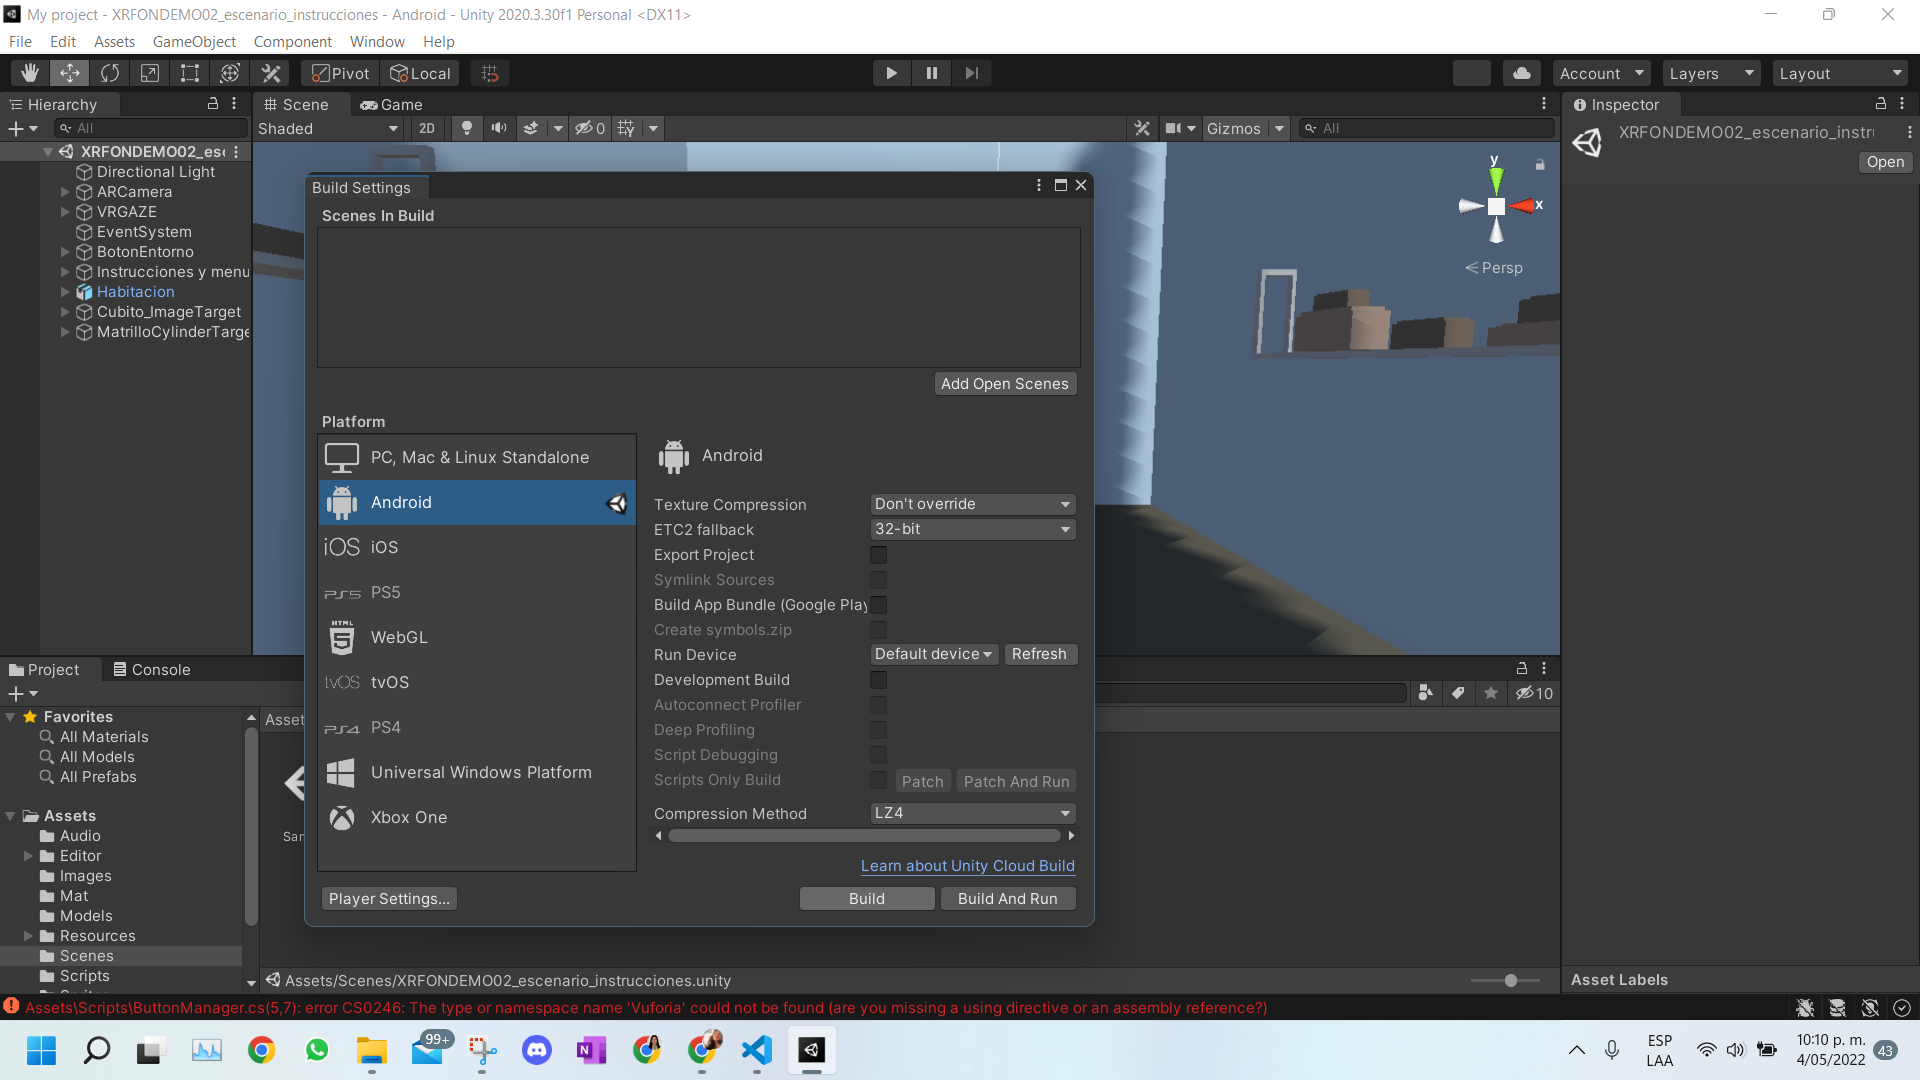 My project - XRFONDEMO02_escenario_instrucciones - Android - Unity 2020.3.30f1 Personal <DX11>
File Edit Assets GameObject Component Window Help
Pivot Local Account Layers Layout
Hierarchy
All
XRFONDEMO02_es
Directional Light
ARCamera
VRGAZE
EventSystem
BotonEntorno
Instrucciones y menu
Habitacion
Cubito_ImageTarget
MatrilloCylinderTarge
Scene Game
Shaded 2D 0 Gizmos All
y
x
Persp
Inspector
XRFONDEMO02_escenario_instr
Open
Build Settings
Scenes In Build
Add Open Scenes
Platform
PC, Mac & Linux Standalone
Android
iOS iOS
PS5 PS5
HTML
5 WebGL
tvOS tvOS
PS4 PS4
Universal Windows Platform
Xbox One
Android
Texture Compression Don't override
ETC2 fallback 32-bit
Export Project
Symlink Sources
Build App Bundle (Google Play
Create symbols.zip
Run Device Default device Refresh
Development Build
Autoconnect Profiler
Deep Profiling
Script Debugging
Scripts Only Build Patch Patch And Run
Compression Method LZ4
Learn about Unity Cloud Build
Player Settings... Build Build And Run
Project Console
10
Favorites
All Materials
All Models
All Prefabs
Assets
Audio
Editor
Images
Mat
Models
Resources
Scenes
Scripts
Asset
Sar
Assets/Scenes/XRFONDEMO02_escenario_instrucciones.unity
Asset Labels
Assets\Scripts\ButtonManager.cs(5,7): error CS0246: The type or namespace name 'Vuforia' could not be found (are you missing a using directive or an assembly reference?)
99+
N
ESP
LAA
10:10 p. m.
4/05/2022
43